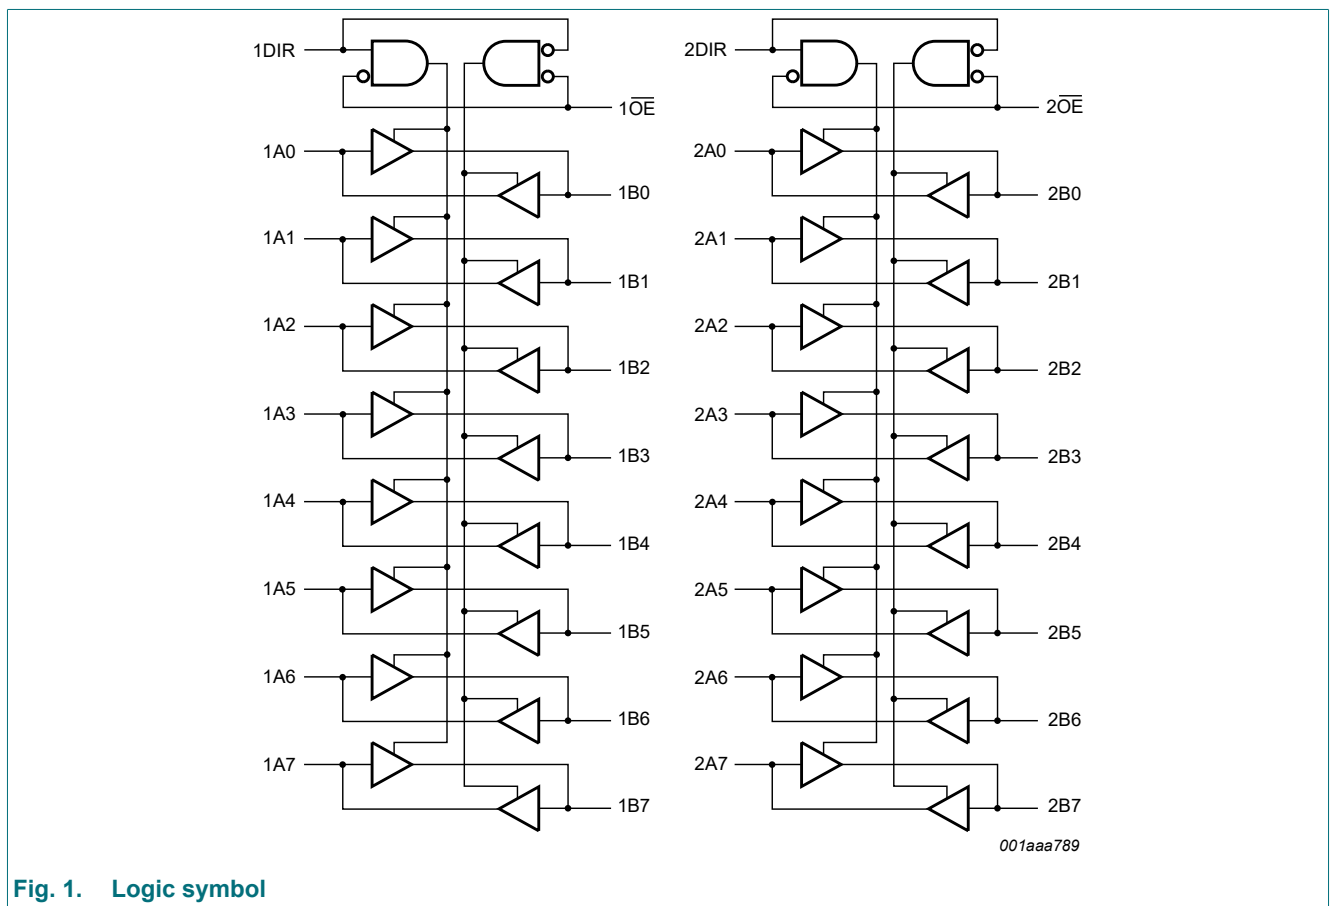 1DIR
1O̅E̅
1A0
1B0
1A1
1B1
1A2
1B2
1A3
1B3
1A4
1B4
1A5
1B5
1A6
1B6
1A7
1B7
2DIR
2O̅E̅
2A0
2B0
2A1
2B1
2A2
2B2
2A3
2B3
2A4
2B4
2A5
2B5
2A6
2B6
2A7
2B7
001aaa789
Fig. 1. Logic symbol